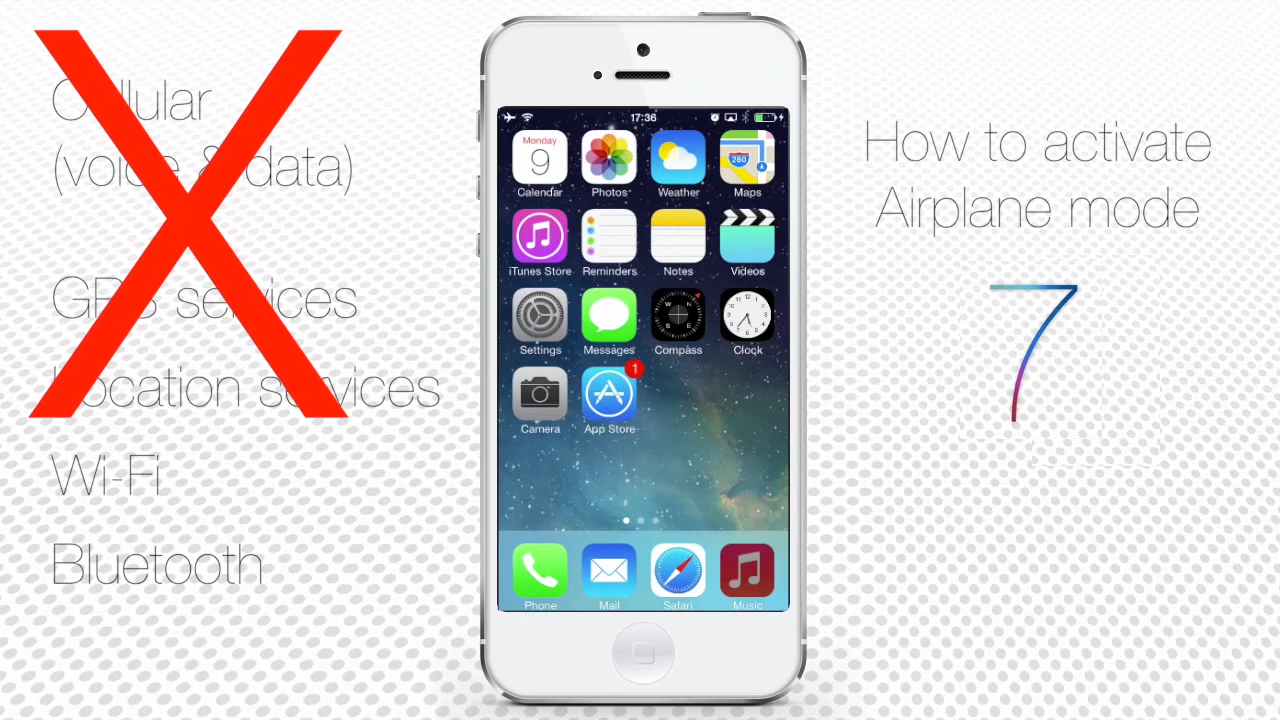 Cellular
(voice & data)
GPS services
Location services
Wi-Fi
Bluetooth
17:36
Monday
9
Calendar
Photos
Weather
280
Maps
iTunes Store
Reminders
Notes
Videos
Settings
Messages
N
W E
S
Compass
Clock
Camera
1
App Store
Phone
Mail
Safari
Music
How to activate
Airplane mode
7